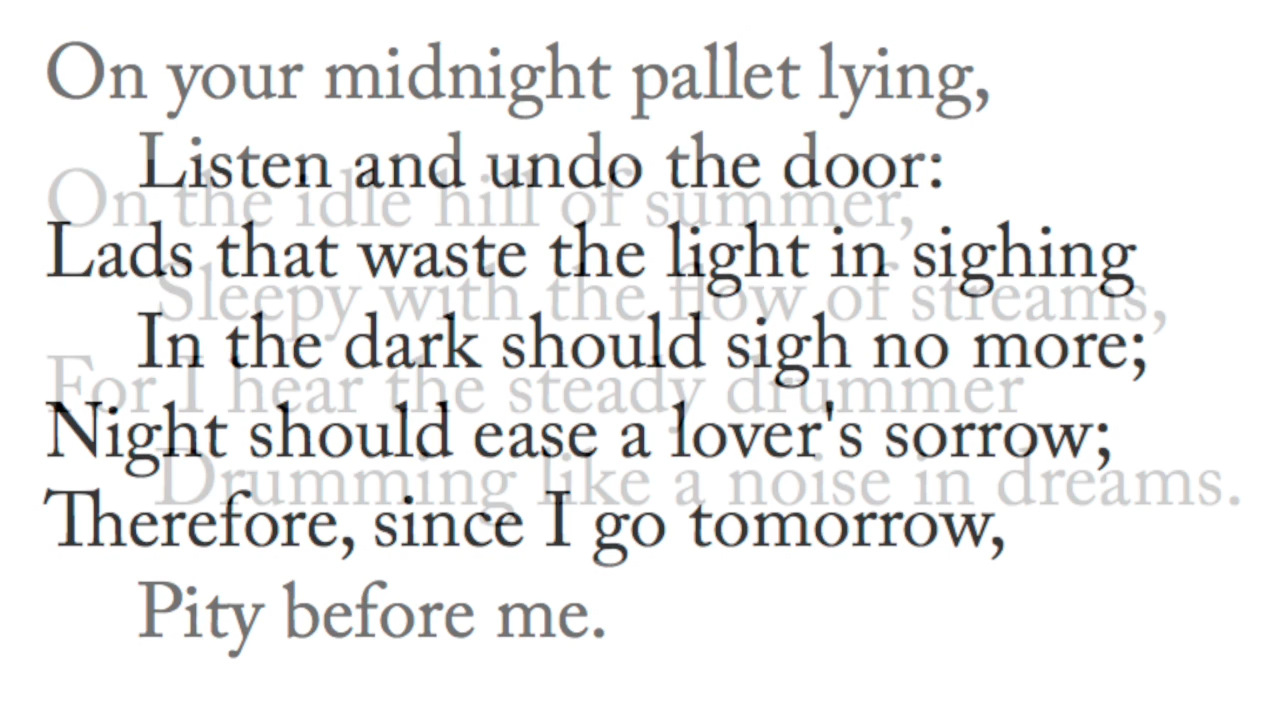 On your midnight pallet lying,
Listen and undo the door:
On the idle hill of summer,
Lads that waste the light in sighing
Sleepy with the flow of streams,
In the dark should sigh no more;
For I hear the steady drummer
Night should ease a lover's sorrow;
Drumming like a noise in dreams.
Therefore, since I go tomorrow,
Pity before me.